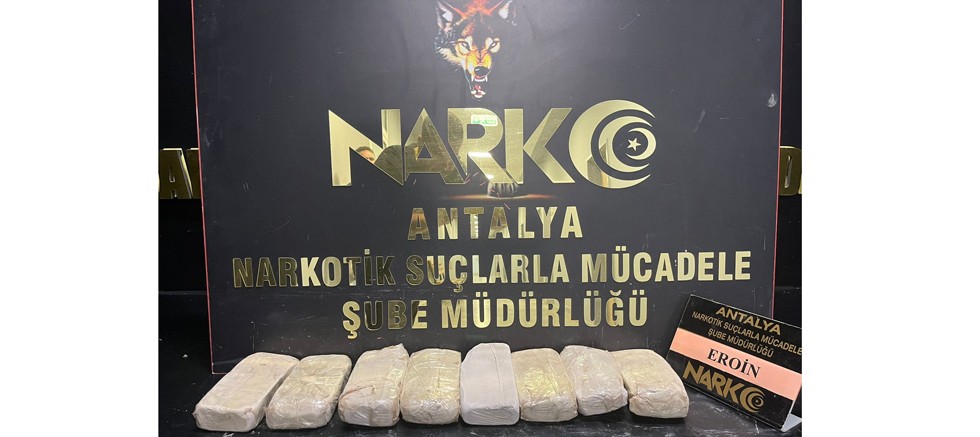 NARKO
ANTALYA
NARKOTİK SUÇLARLA MÜCADELE
ŞUBE MÜDÜRLÜĞÜ
ANTALYA
NARKOTİK SUÇLARLA MÜCADELE
ŞUBE MÜDÜRLÜĞÜ
EROİN
NARKO